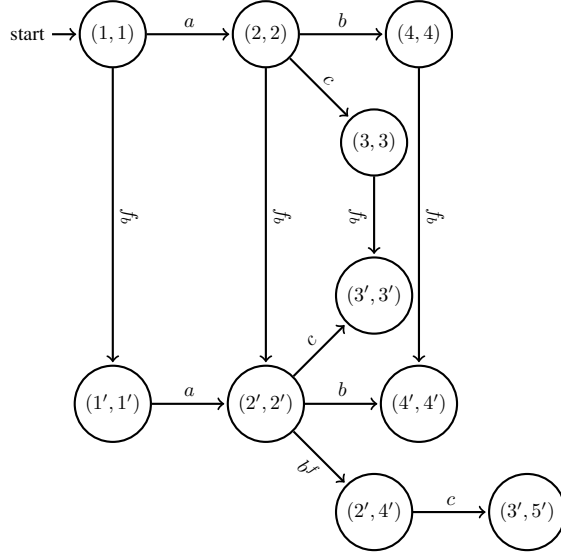 start (1, 1) a (2, 2) b (4, 4)
c
(3, 3)
f_b f_b f_b f_b
(3′, 3′)
c
(1′, 1′) a (2′, 2′) b (4′, 4′)
b^f
(2′, 4′) c (3′, 5′)